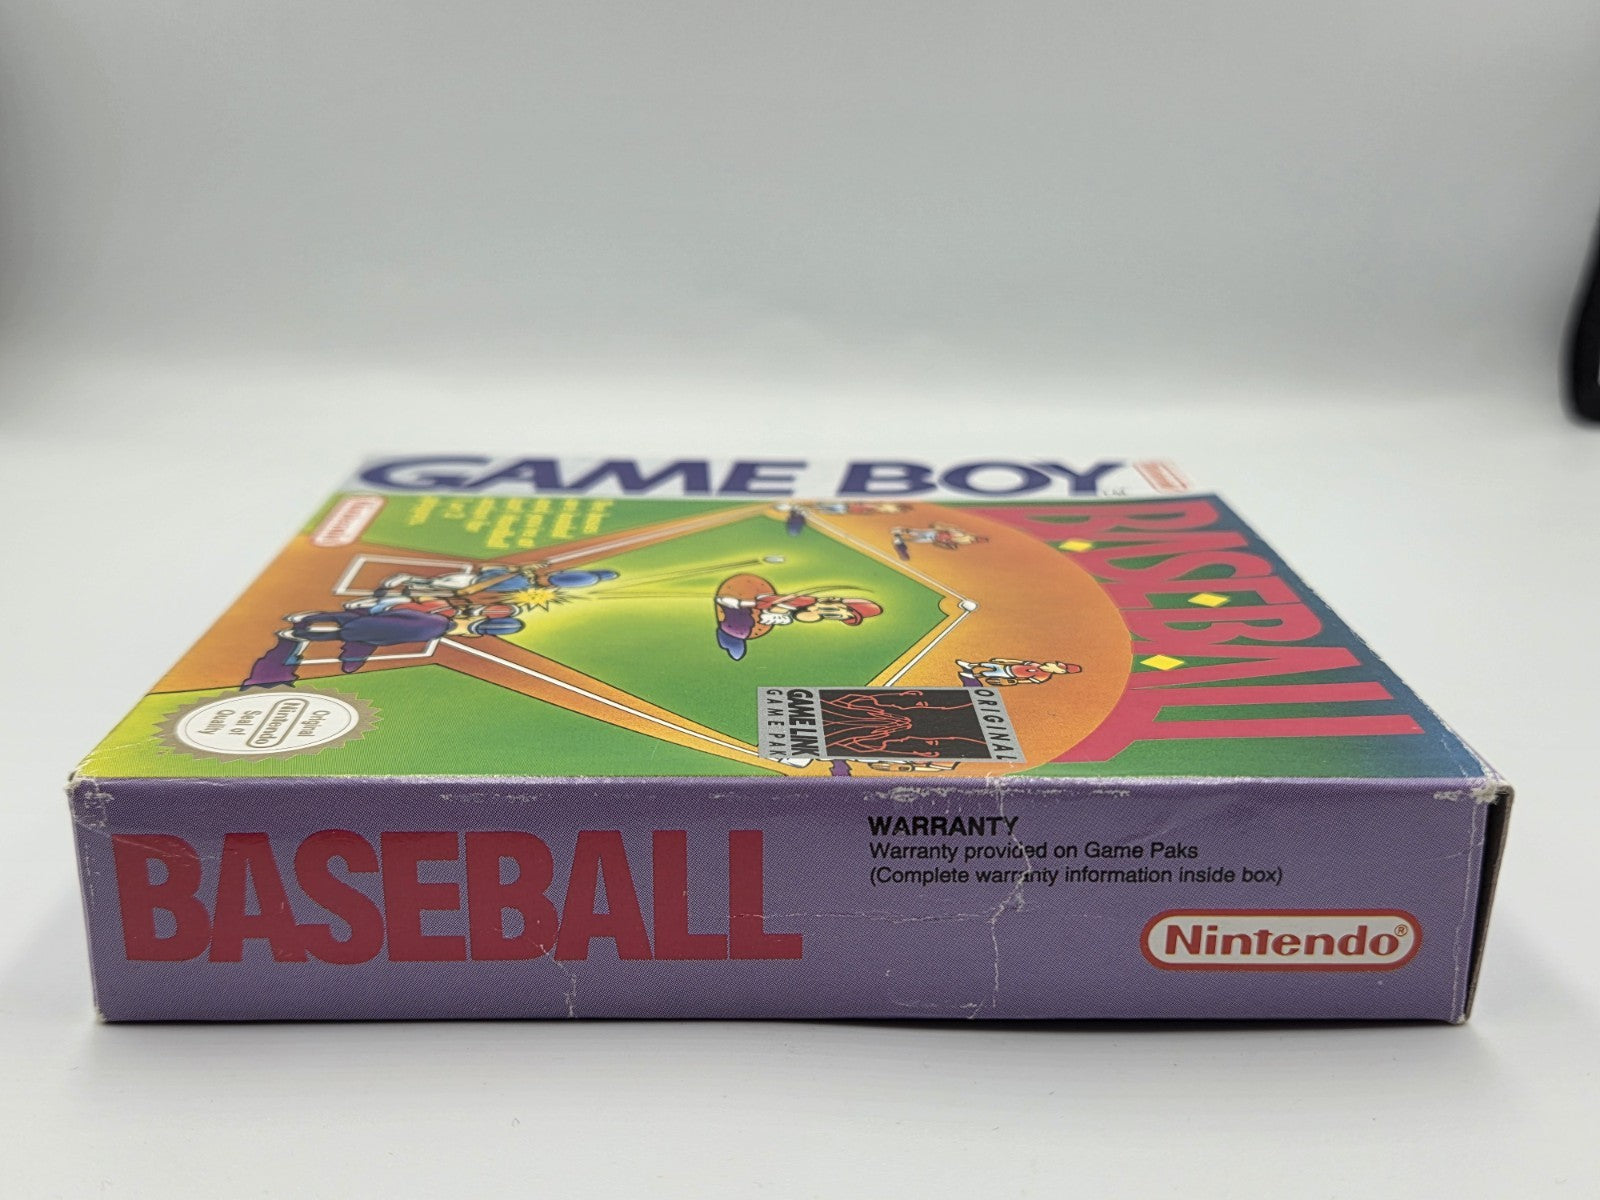 GAME BOY
Nintendo
BASEBALL
Original
Nintendo
Seal of
Quality
ORIGINAL
GAME LINK
GAME PAK
BASEBALL
WARRANTY
Warranty provided on Game Paks
(Complete warranty information inside box)
Nintendo®